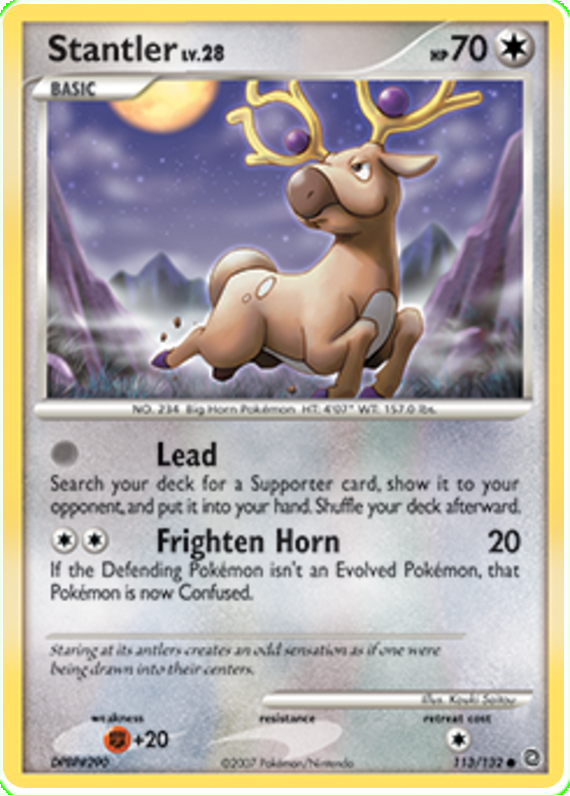 Stantler LV.28 HP 70
BASIC
NO. 234 Big Horn Pokémon HT: 4'07" WT: 157.0 lbs.
Lead
Search your deck for a Supporter card, show it to your
opponent, and put it into your hand. Shuffle your deck afterward.
Frighten Horn 20
If the Defending Pokémon isn't an Evolved Pokémon, that
Pokémon is now Confused.
Staring at its antlers creates an odd sensation as if one were
being drawn into their centers.
Illus. Kouki Saitou
weakness resistance retreat cost
+20
DPBP#290 ©2007 Pokémon/Nintendo 113/132